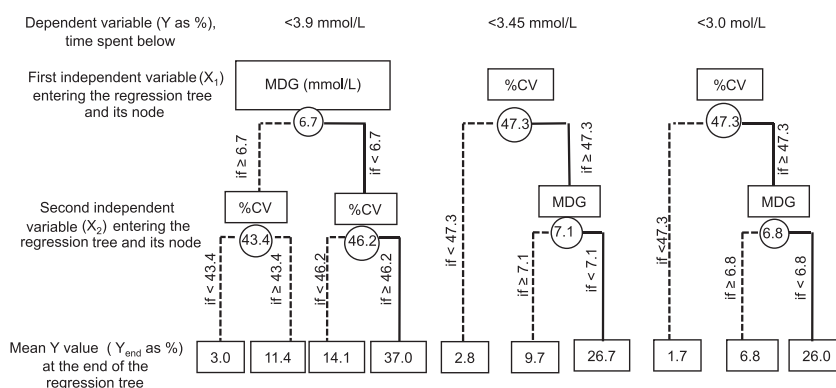 Dependent variable (Y as %),
time spent below
<3.9 mmol/L
<3.45 mmol/L
<3.0 mol/L
First independent variable (X₁)
entering the regression tree
and its node
MDG (mmol/L)
%CV
%CV
6.7
47.3
47.3
if ≥ 6.7
if < 6.7
if < 47.3
if ≥ 47.3
if <47.3
if ≥ 47.3
Second independent
variable (X₂) entering the
regression tree and its node
%CV
%CV
MDG
MDG
43.4
46.2
7.1
6.8
if < 43.4
if ≥ 43.4
if < 46.2
if ≥ 46.2
if ≥ 7.1
if < 7.1
if ≥ 6.8
if < 6.8
Mean Y value ( Yend as %)
at the end of the
regression tree
3.0
11.4
14.1
37.0
2.8
9.7
26.7
1.7
6.8
26.0